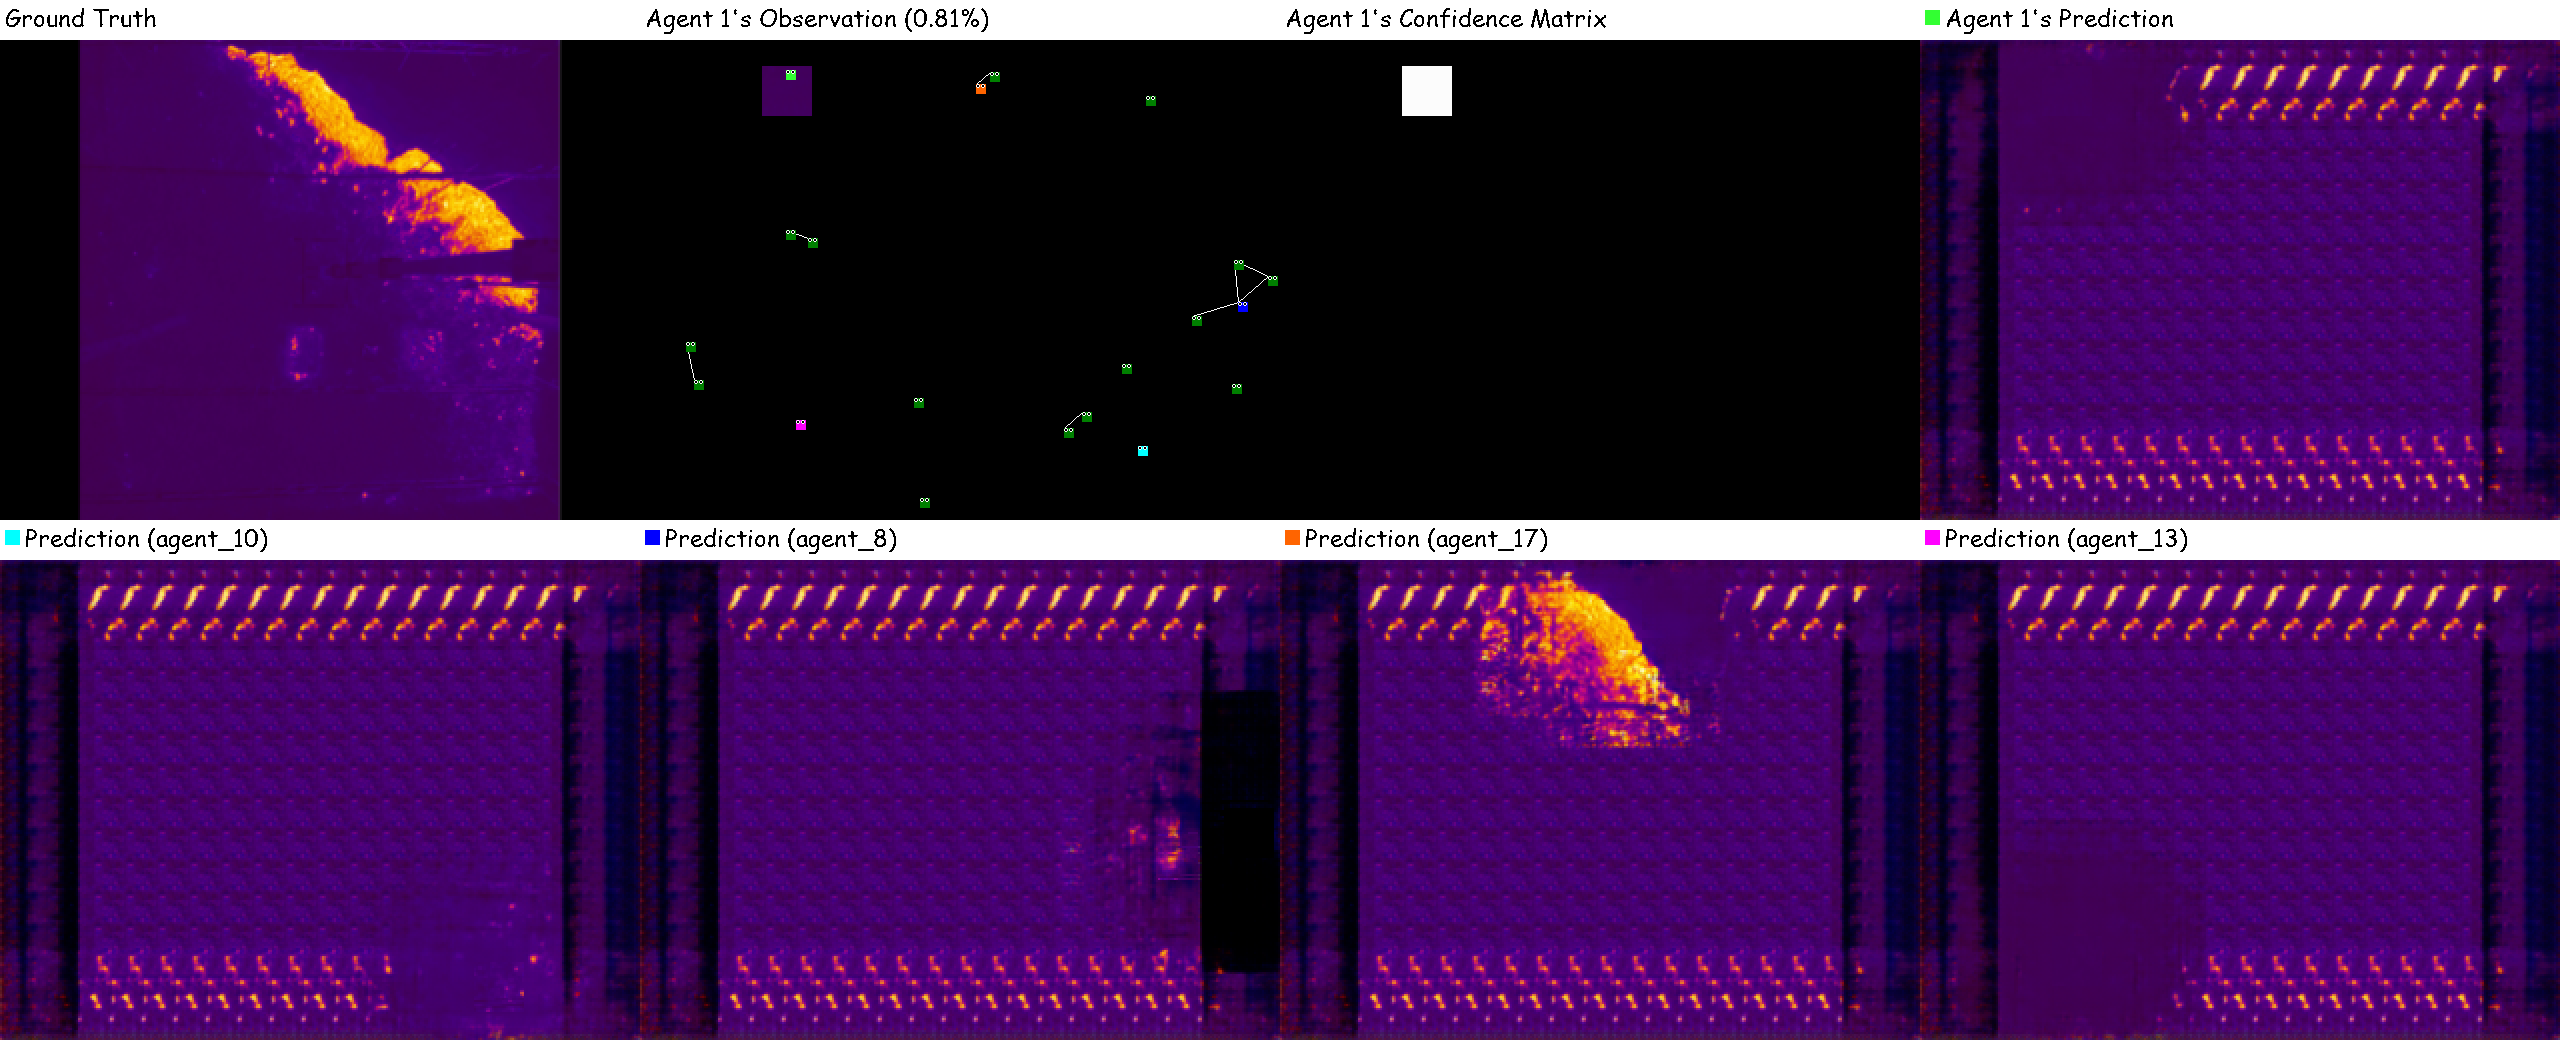 Ground Truth
Agent 1's Observation (0.81%)
Agent 1's Confidence Matrix
Agent 1's Prediction
Prediction (agent_10)
Prediction (agent_8)
Prediction (agent_17)
Prediction (agent_13)